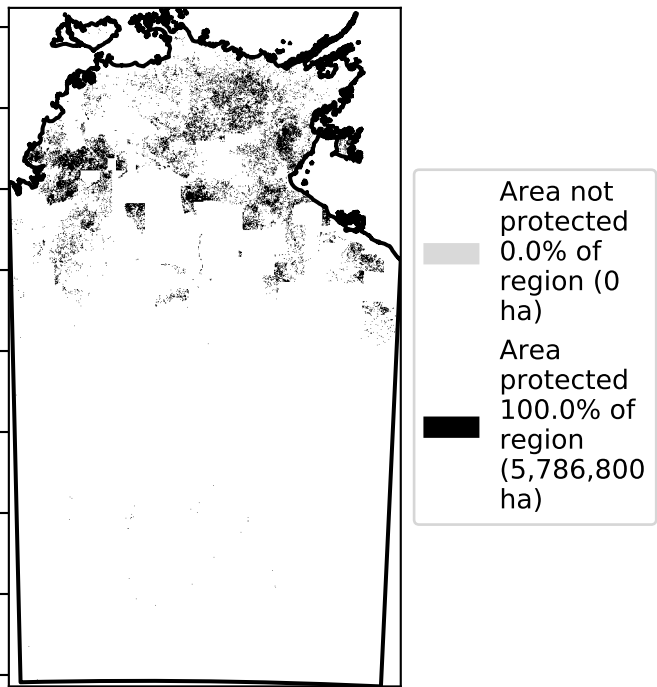 Area not
protected
0.0% of
region (0
ha)
Area
protected
100.0% of
region
(5,786,800
ha)